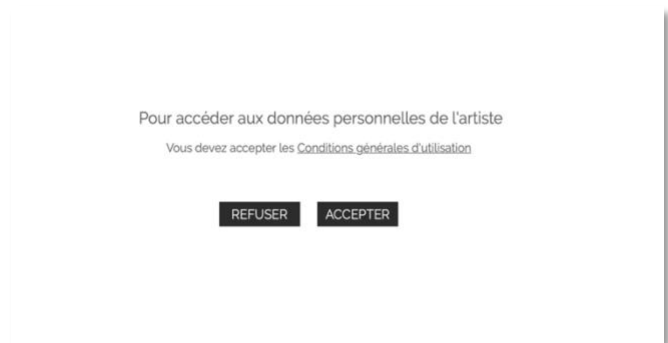 Pour accéder aux données personnelles de l'artiste
Vous devez accepter les Conditions générales d'utilisation
REFUSER ACCEPTER